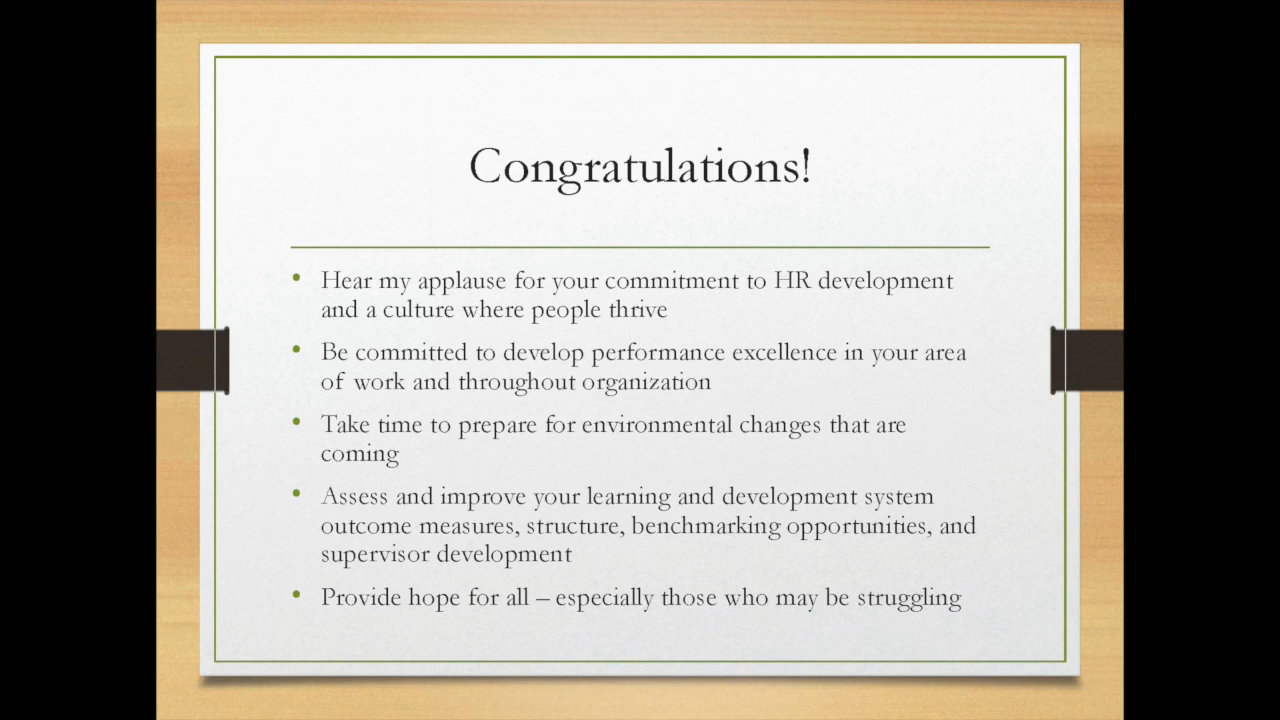 Congratulations!
• Hear my applause for your commitment to HR development
and a culture where people thrive
• Be committed to develop performance excellence in your area
of work and throughout organization
• Take time to prepare for environmental changes that are
coming
• Assess and improve your learning and development system
outcome measures, structure, benchmarking opportunities, and
supervisor development
• Provide hope for all – especially those who may be struggling